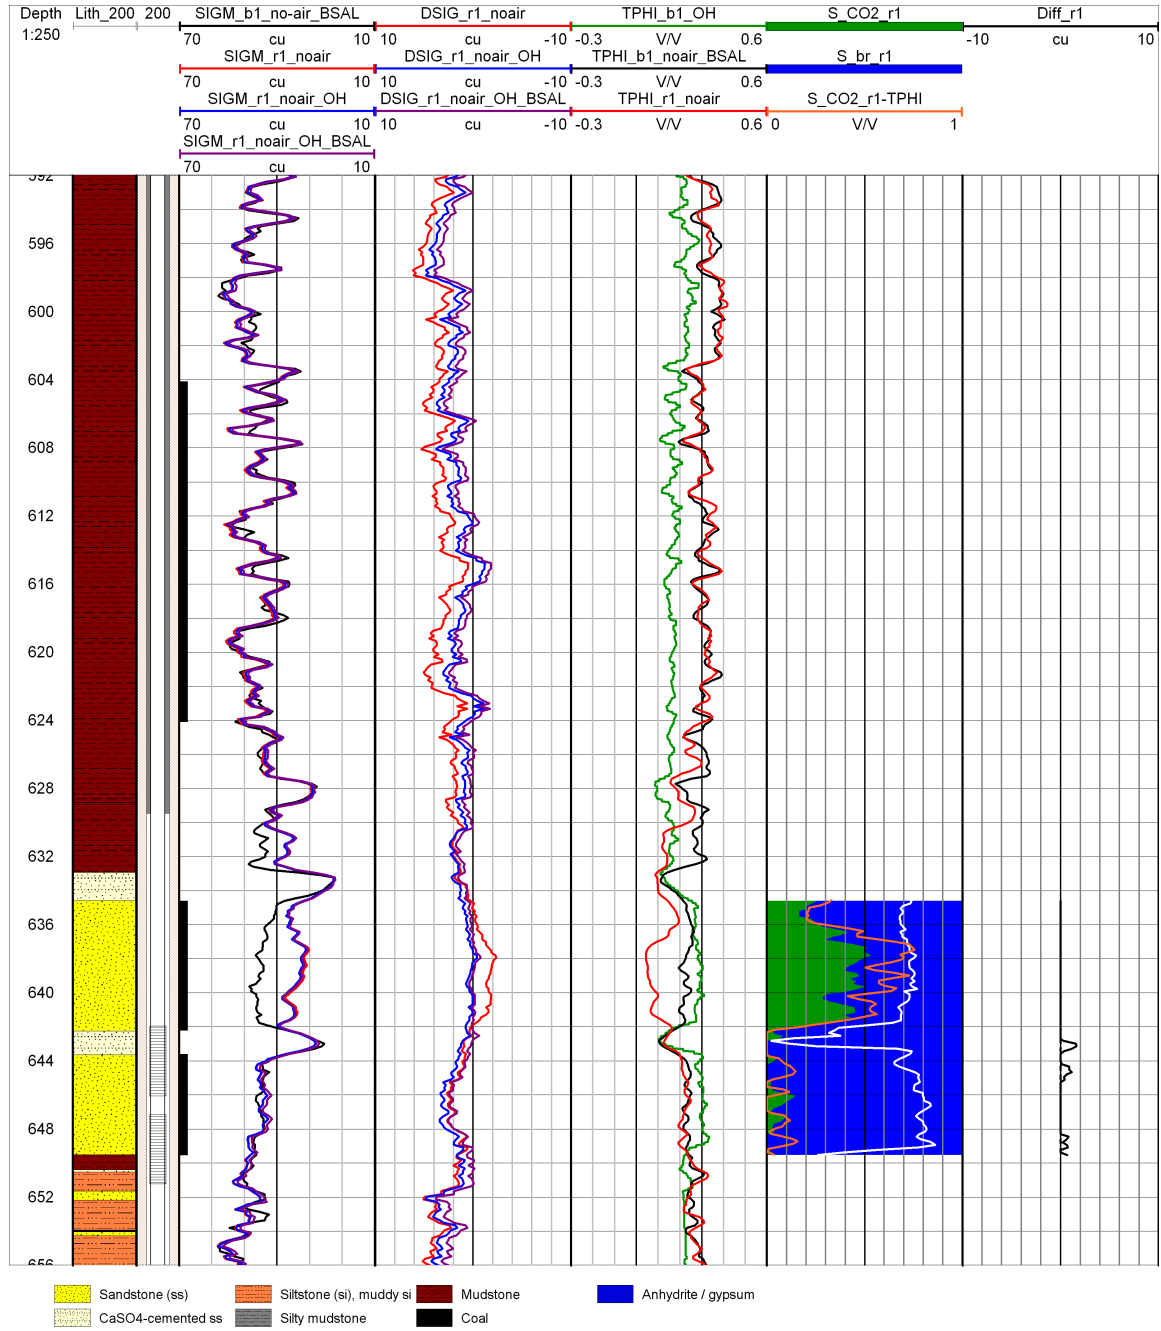 Depth Lith_200 200 SIGM_b1_no-air_BSAL DSIG_r1_noair TPHI_b1_OH S_CO2_r1 Diff_r1
1:250 70 cu 10 10 cu -10 -0.3 V/V 0.6 -10 cu 10
SIGM_r1_noair DSIG_r1_noair_OH TPHI_b1_noair_BSAL S_br_r1
70 cu 10 10 cu -10 -0.3 V/V 0.6
SIGM_r1_noair_OH DSIG_r1_noair_OH_BSAL TPHI_r1_noair S_CO2_r1-TPHI
70 cu 10 10 cu -10 -0.3 V/V 0.6 0 V/V 1
SIGM_r1_noair_OH_BSAL
70 cu 10
592
596
600
604
608
612
616
620
624
628
632
636
640
644
648
652
656
Sandstone (ss) Siltstone (si), muddy si Mudstone Anhydrite / gypsum
CaSO4-cemented ss Silty mudstone Coal